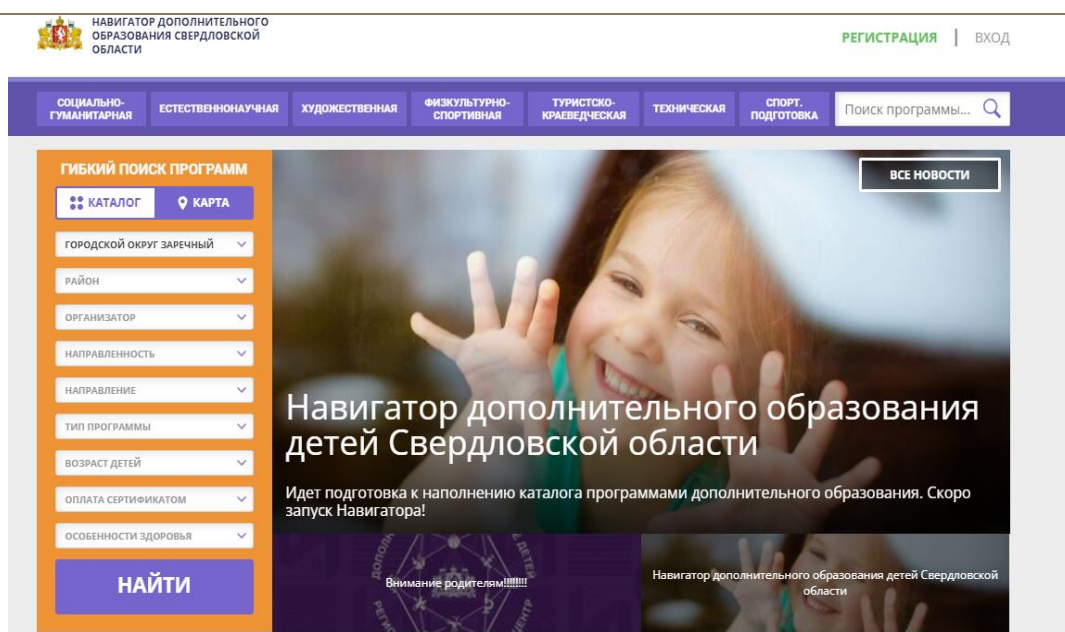 НАВИГАТОР ДОПОЛНИТЕЛЬНОГО
ОБРАЗОВАНИЯ СВЕРДЛОВСКОЙ
ОБЛАСТИ
РЕГИСТРАЦИЯ | ВХОД
СОЦИАЛЬНО-
ГУМАНИТАРНАЯ
ЕСТЕСТВЕННОНАУЧНАЯ
ХУДОЖЕСТВЕННАЯ
ФИЗКУЛЬТУРНО-
СПОРТИВНАЯ
ТУРИСТСКО-
КРАЕВЕДЧЕСКАЯ
ТЕХНИЧЕСКАЯ
СПОРТ.
ПОДГОТОВКА
Поиск программы...
ГИБКИЙ ПОИСК ПРОГРАММ
КАТАЛОГ
КАРТА
ГОРОДСКОЙ ОКРУГ ЗАРЕЧНЫЙ
РАЙОН
ОРГАНИЗАТОР
НАПРАВЛЕННОСТЬ
НАПРАВЛЕНИЕ
ТИП ПРОГРАММЫ
ВОЗРАСТ ДЕТЕЙ
ОПЛАТА СЕРТИФИКАТОМ
ОСОБЕННОСТИ ЗДОРОВЬЯ
НАЙТИ
ВСЕ НОВОСТИ
Навигатор дополнительного образования
детей Свердловской области
Идет подготовка к наполнению каталога программами дополнительного образования. Скоро
запуск Навигатора!
Внимание родителям!!!!!!!!
Навигатор дополнительного образования детей Свердловской
области